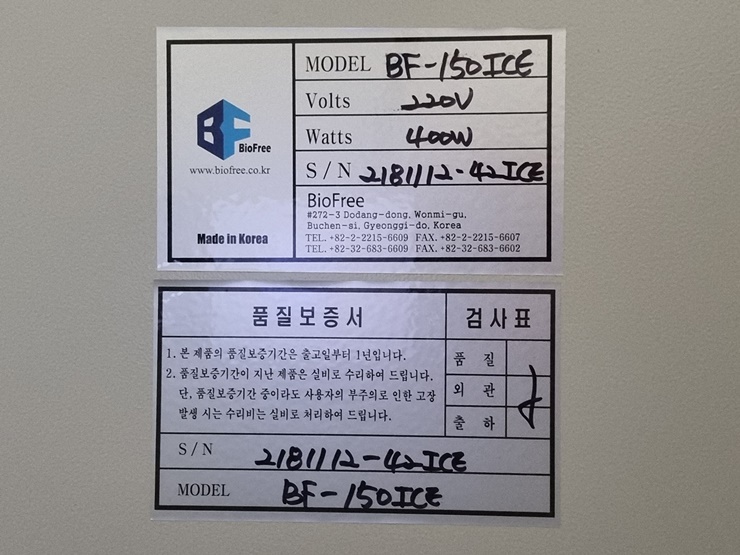 BF
BioFree
www.biofree.co.kr
Made in Korea
MODEL BF-150ICE
Volts 220V
Watts 400W
S/N 2181112-42ICE
BioFree
#272-3 Dodang-dong, Wonmi-gu,
Buchen-si, Gyeonggi-do, Korea
TEL. +82-2-2215-6609 FAX. +82-2-2215-6607
TEL. +82-32-683-6609 FAX. +82-32-683-6602
품질보증서
1. 본 제품의 품질보증기간은 출고일부터 1년입니다.
2. 품질보증기간이 지난 제품은 실비로 수리하여 드립니다.
단, 품질보증기간 중이라도 사용자의 부주의로 인한 고장
발생 시는 수리비는 실비로 처리하여 드립니다.
검사표
품 질
외 관
출 하
S/N 2181112-42ICE
MODEL BF-150ICE